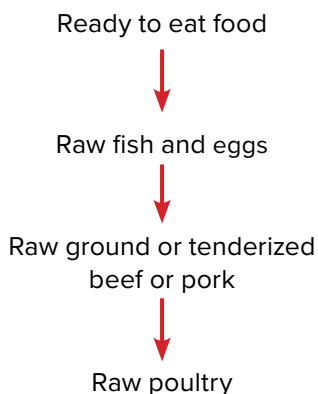 Ready to eat food
Raw fish and eggs
Raw ground or tenderized
beef or pork
Raw poultry